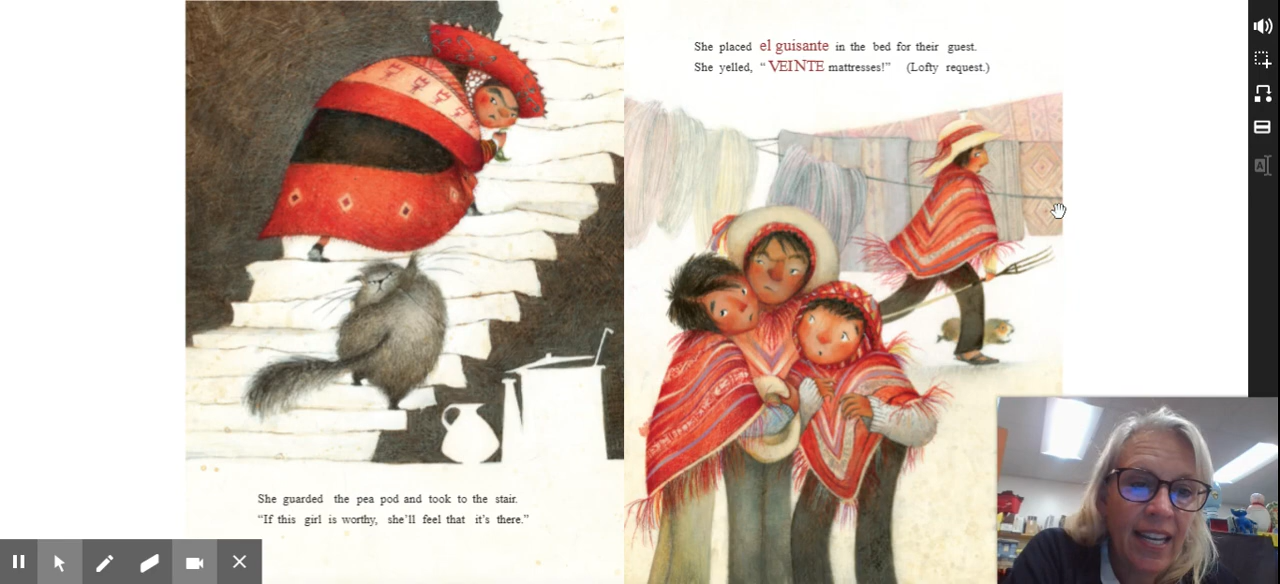 She guarded the pea pod and took to the stair.
“If this girl is worthy, she’ll feel that it’s there.”
She placed el guisante in the bed for their guest.
She yelled, “VEINTE mattresses!” (Lofty request.)